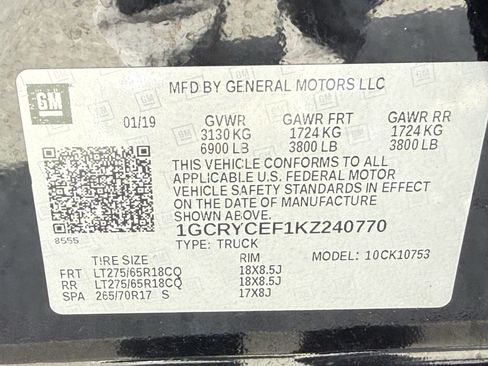 GM
MFD BY GENERAL MOTORS LLC
01/19 GVWR GAWR FRT GAWR RR
3130 KG 1724 KG 1724 KG
6900 LB 3800 LB 3800 LB
THIS VEHICLE CONFORMS TO ALL
APPLICABLE U.S. FEDERAL MOTOR
VEHICLE SAFETY STANDARDS IN EFFECT
ON THE DATE OF MANUFACTURE
SHOWN ABOVE.
1GCRYCEF1KZ240770
8555 TYPE: TRUCK
TIRE SIZE RIM MODEL: 10CK10753
FRT LT275/65R18CQ 18X8.5J
RR LT275/65R18CQ 18X8.5J
SPA 265/70R17 S 17X8J